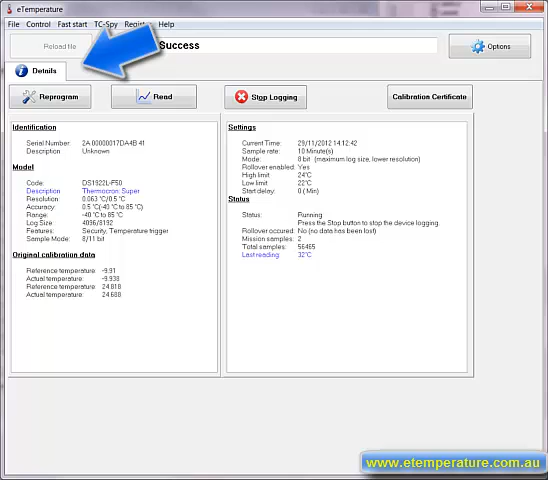 eTemperature
File Control Fast start TC-Spy Regist Help
Reload file
Success
Options
Details
Reprogram
Read
Stop Logging
Calibration Certificate
Identification
Serial Number: 2A 00000017DA4B 41
Description Unknown
Model
Code: DS1922L-F50
Description Thermocron: Super
Resolution 0.063 °C/0.5 °C
Accuracy: 0.5 °C(-40 °C to 85 °C)
Range: -40 °C to 85 °C
Log Size: 4096/8192
Features: Security, Temperature trigger
Sample Mode: 8/11 bit
Original calibration data
Reference temperature -9.91
Actual temperature: -9.938
Reference temperature 24.818
Actual temperature: 24.688
Settings
Current Time: 29/11/2012 14:12:42
Sample rate: 10 Minute(s)
Mode: 8 bit (maximum log size, lower resolution)
Rollover enabled: Yes
High limit 24°C
Low limit 22°C
Start delay: 0 ( Min)
Status
Status: Running
Press the Stop button to stop the device logging.
Rollover occured: No (no data has been lost)
Mission samples: 2
Total samples: 56465
Last reading: 32°C
www.etemperature.com.au